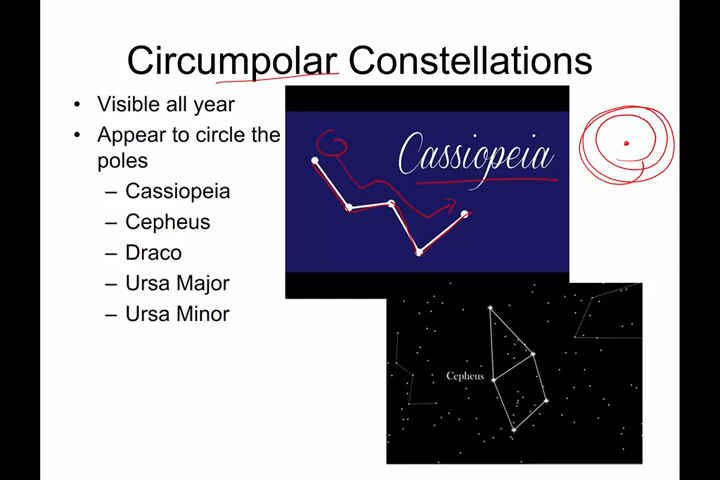 Circumpolar Constellations
• Visible all year
• Appear to circle the
poles
– Cassiopeia
– Cepheus
– Draco
– Ursa Major
– Ursa Minor
Cassiopeia
Cepheus